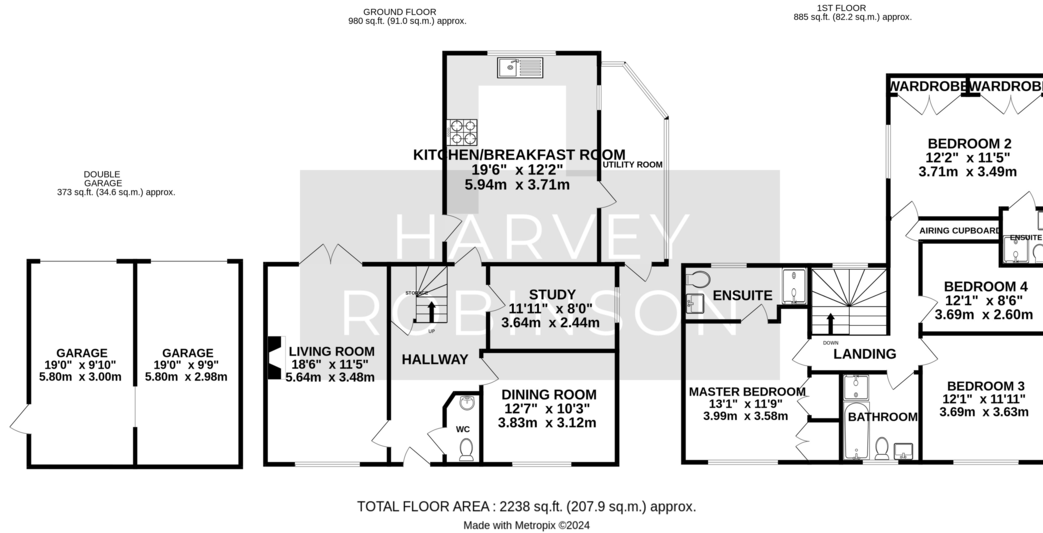 GROUND FLOOR
980 sq.ft. (91.0 sq.m.) approx.
1ST FLOOR
885 sq.ft. (82.2 sq.m.) approx.
DOUBLE
GARAGE
373 sq.ft. (34.6 sq.m.) approx.
GARAGE
19'0" x 9'10"
5.80m x 3.00m
GARAGE
19'0" x 9'9"
5.80m x 2.98m
KITCHEN/BREAKFAST ROOM
19'6" x 12'2"
5.94m x 3.71m
UTILITY ROOM
HARVEY
ROBINSON
STORAGE
UP
STUDY
11'11" x 8'0"
3.64m x 2.44m
LIVING ROOM
18'6" x 11'5"
5.64m x 3.48m
HALLWAY
DINING ROOM
12'7" x 10'3"
3.83m x 3.12m
WC
WARDROBE
WARDROB
BEDROOM 2
12'2" x 11'5"
3.71m x 3.49m
AIRING CUPBOARD
ENSUITE
BEDROOM 4
12'1" x 8'6"
3.69m x 2.60m
ENSUITE
DOWN
LANDING
MASTER BEDROOM
13'1" x 11'9"
3.99m x 3.58m
BATHROOM
BEDROOM 3
12'1" x 11'11"
3.69m x 3.63m
TOTAL FLOOR AREA : 2238 sq.ft. (207.9 sq.m.) approx.
Made with Metropix ©2024